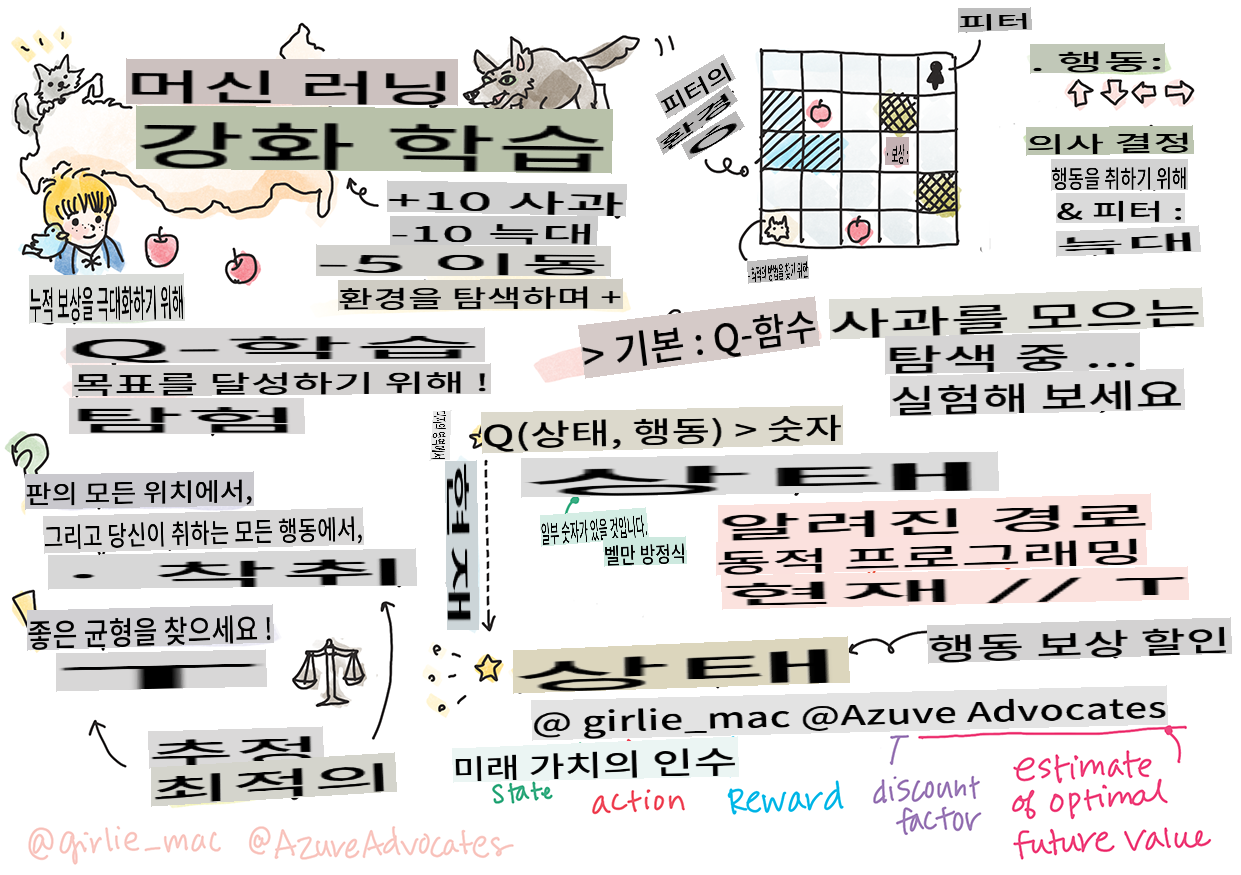 머신 러닝
강화 학습
+10 사과
-10 늑대
-5 이동
환경을 탐색하며 +
누적 보상을 극대화하기 위해
Q-학습
목표를 달성하기 위해 !
탐험
판의 모든 위치에서,
그리고 당신이 취하는 모든 행동에서,
· 착취
좋은 균형을 찾으세요 !
T
추정
최적의
피터의
환경
피터
· 보상 :
. 행동:
의사 결정
행동을 취하기 위해
& 피터 :
늑대
> 기본 : Q-함수
사과를 모으는
탐색 중 ...
실험해 보세요
Q(상태, 행동) > 숫자
상태
일부 숫자가 있을 것입니다.
벨만 방정식
현재
알려진 경로
동적 프로그래밍
현재 // T
상태
행동 보상 할인
@ girlie_mac @Azuve Advocates
미래 가치의 인수
State
action
Reward
discount
factor
estimate
of optimal
future value
@girlie_mac @AzureAdvocates